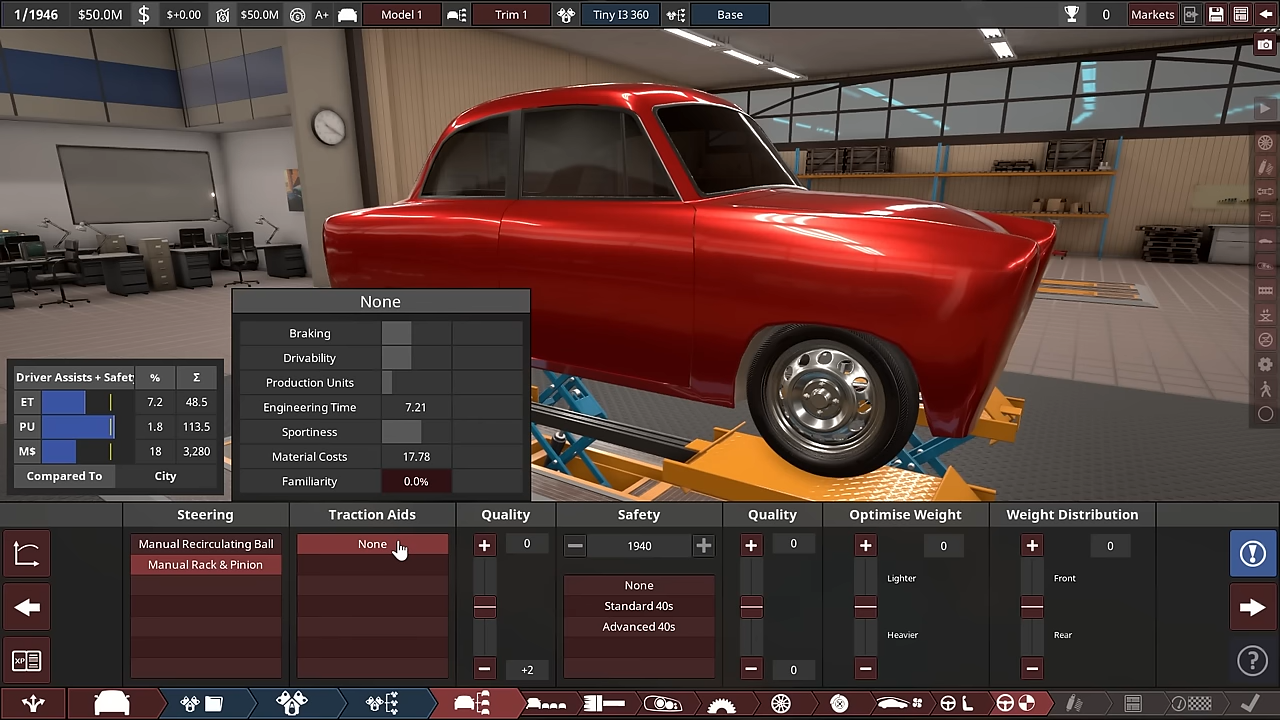 1/1946 $50.0M $ $+0.00 $50.0M A+ Model 1 Trim 1 Tiny I3 360 Base 0 Markets
None
Braking
Drivability
Production Units
Engineering Time 7.21
Sportiness
Material Costs 17.78
Familiarity 0.0%
Driver Assists + Safet % Σ
ET 7.2 48.5
PU 1.8 113.5
M$ 18 3,280
Compared To City
Steering Traction Aids Quality Safety Quality Optimise Weight Weight Distribution
Manual Recirculating Ball None + 0 − 1940 + + 0 + 0 + 0
Manual Rack & Pinion
None
Standard 40s
Advanced 40s
Lighter Front
Heavier Rear
− +2 − 0 − −
XP
?